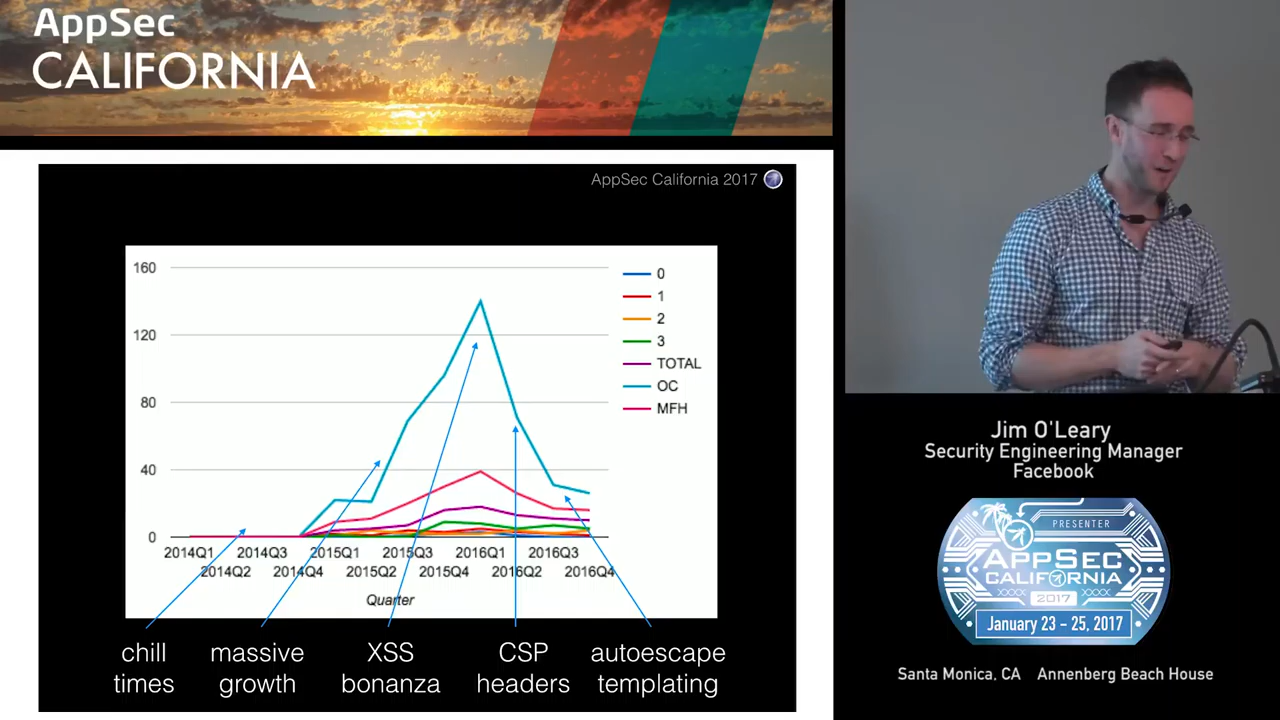 AppSec
CALIFORNIA
AppSec California 2017
160
120
80
40
0
0
1
2
3
TOTAL
OC
MFH
2014Q1 2014Q3 2015Q1 2015Q3 2016Q1 2016Q3
2014Q2 2014Q4 2015Q2 2015Q4 2016Q2 2016Q4
Quarter
chill
times
massive
growth
XSS
bonanza
CSP
headers
autoescape
templating
Jim O'Leary
Security Engineering Manager
Facebook
PRESENTER
APPSEC
CALIFORNIA
XXXX 2017 XXXX
January 23 - 25, 2017
Santa Monica, CA Annenberg Beach House